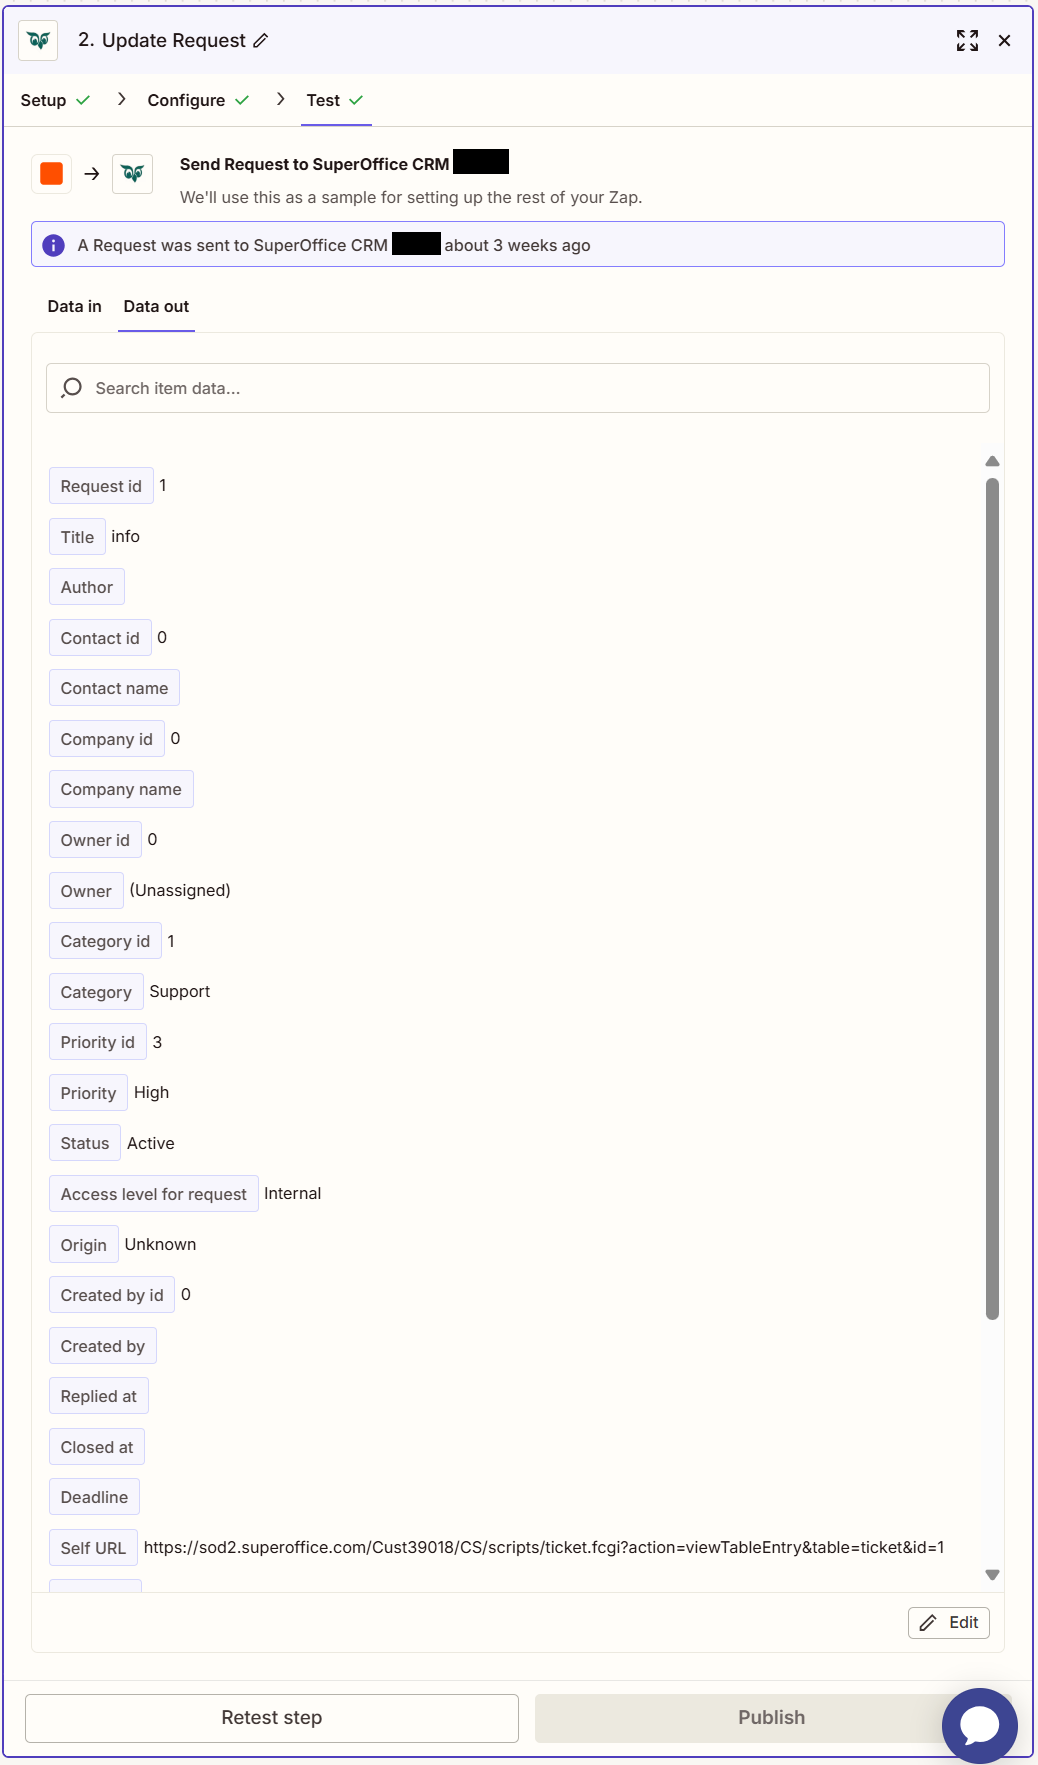 2. Update Request
Setup
Configure
Test
Send Request to SuperOffice CRM
We'll use this as a sample for setting up the rest of your Zap.
A Request was sent to SuperOffice CRM about 3 weeks ago
Data in
Data out
Search item data...
Request id 1
Title info
Author
Contact id 0
Contact name
Company id 0
Company name
Owner id 0
Owner (Unassigned)
Category id 1
Category Support
Priority id 3
Priority High
Status Active
Access level for request Internal
Origin Unknown
Created by id 0
Created by
Replied at
Closed at
Deadline
Self URL https://sod2.superoffice.com/Cust39018/CS/scripts/ticket.fcgi?action=viewTableEntry&table=ticket&id=1
Edit
Retest step
Publish